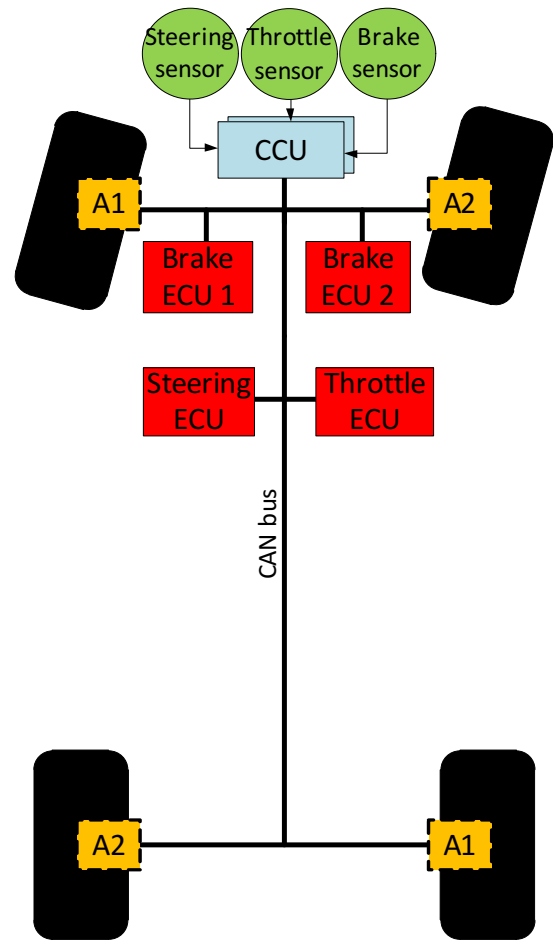 Steering
sensor
Throttle
sensor
Brake
sensor
CCU
A1
A2
Brake
ECU 1
Brake
ECU 2
Steering
ECU
Throttle
ECU
CAN bus
A2
A1